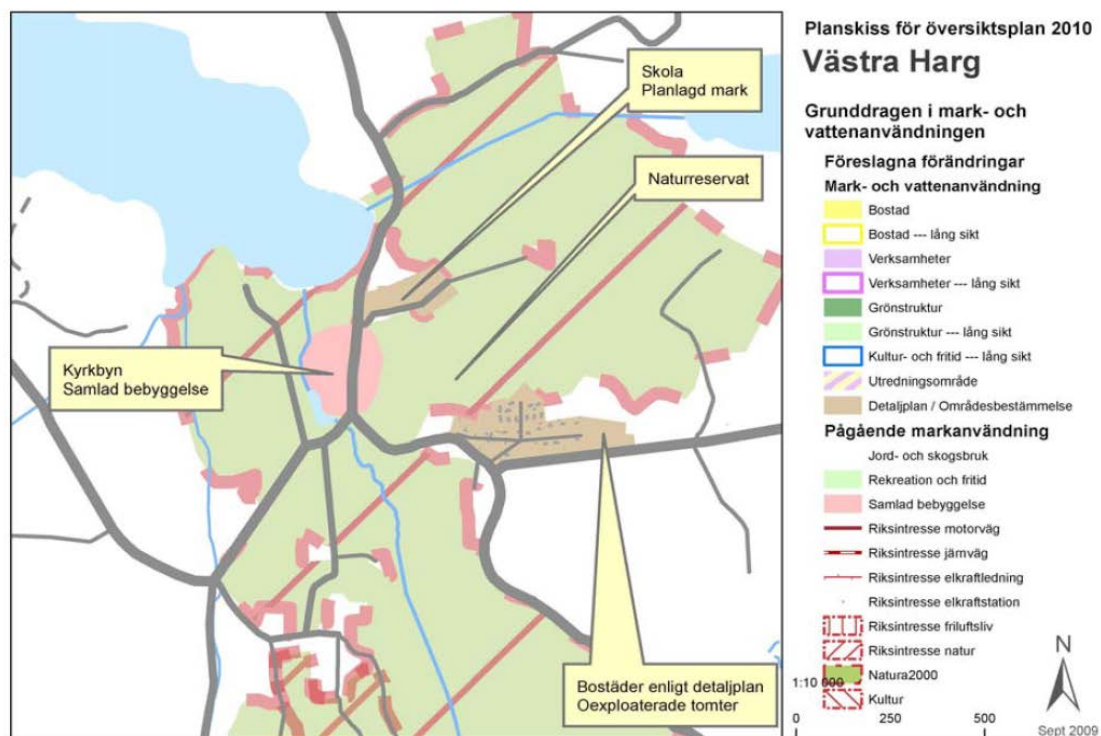 Planskiss för översiktsplan 2010
Västra Harg
Grunddragen i mark- och
vattenanvändningen
Föreslagna förändringar
Mark- och vattenanvändning
Bostad
Bostad --- lång sikt
Verksamheter
Verksamheter --- lång sikt
Grönstruktur
Grönstruktur --- lång sikt
Kultur- och fritid --- lång sikt
Utredningsområde
Detaljplan / Områdesbestämmelse
Pågående markanvändning
Jord- och skogsbruk
Rekreation och fritid
Samlad bebyggelse
Riksintresse motorväg
Riksintresse järnväg
Riksintresse elkraftledning
Riksintresse elkraftstation
Riksintresse friluftsliv
Riksintresse natur
Natura2000
Kultur
1:10 000
0 250 500
N
Sept 2009
Skola
Planlagd mark
Naturreservat
Kyrkbyn
Samlad bebyggelse
Bostäder enligt detaljplan
Oexploaterade tomter